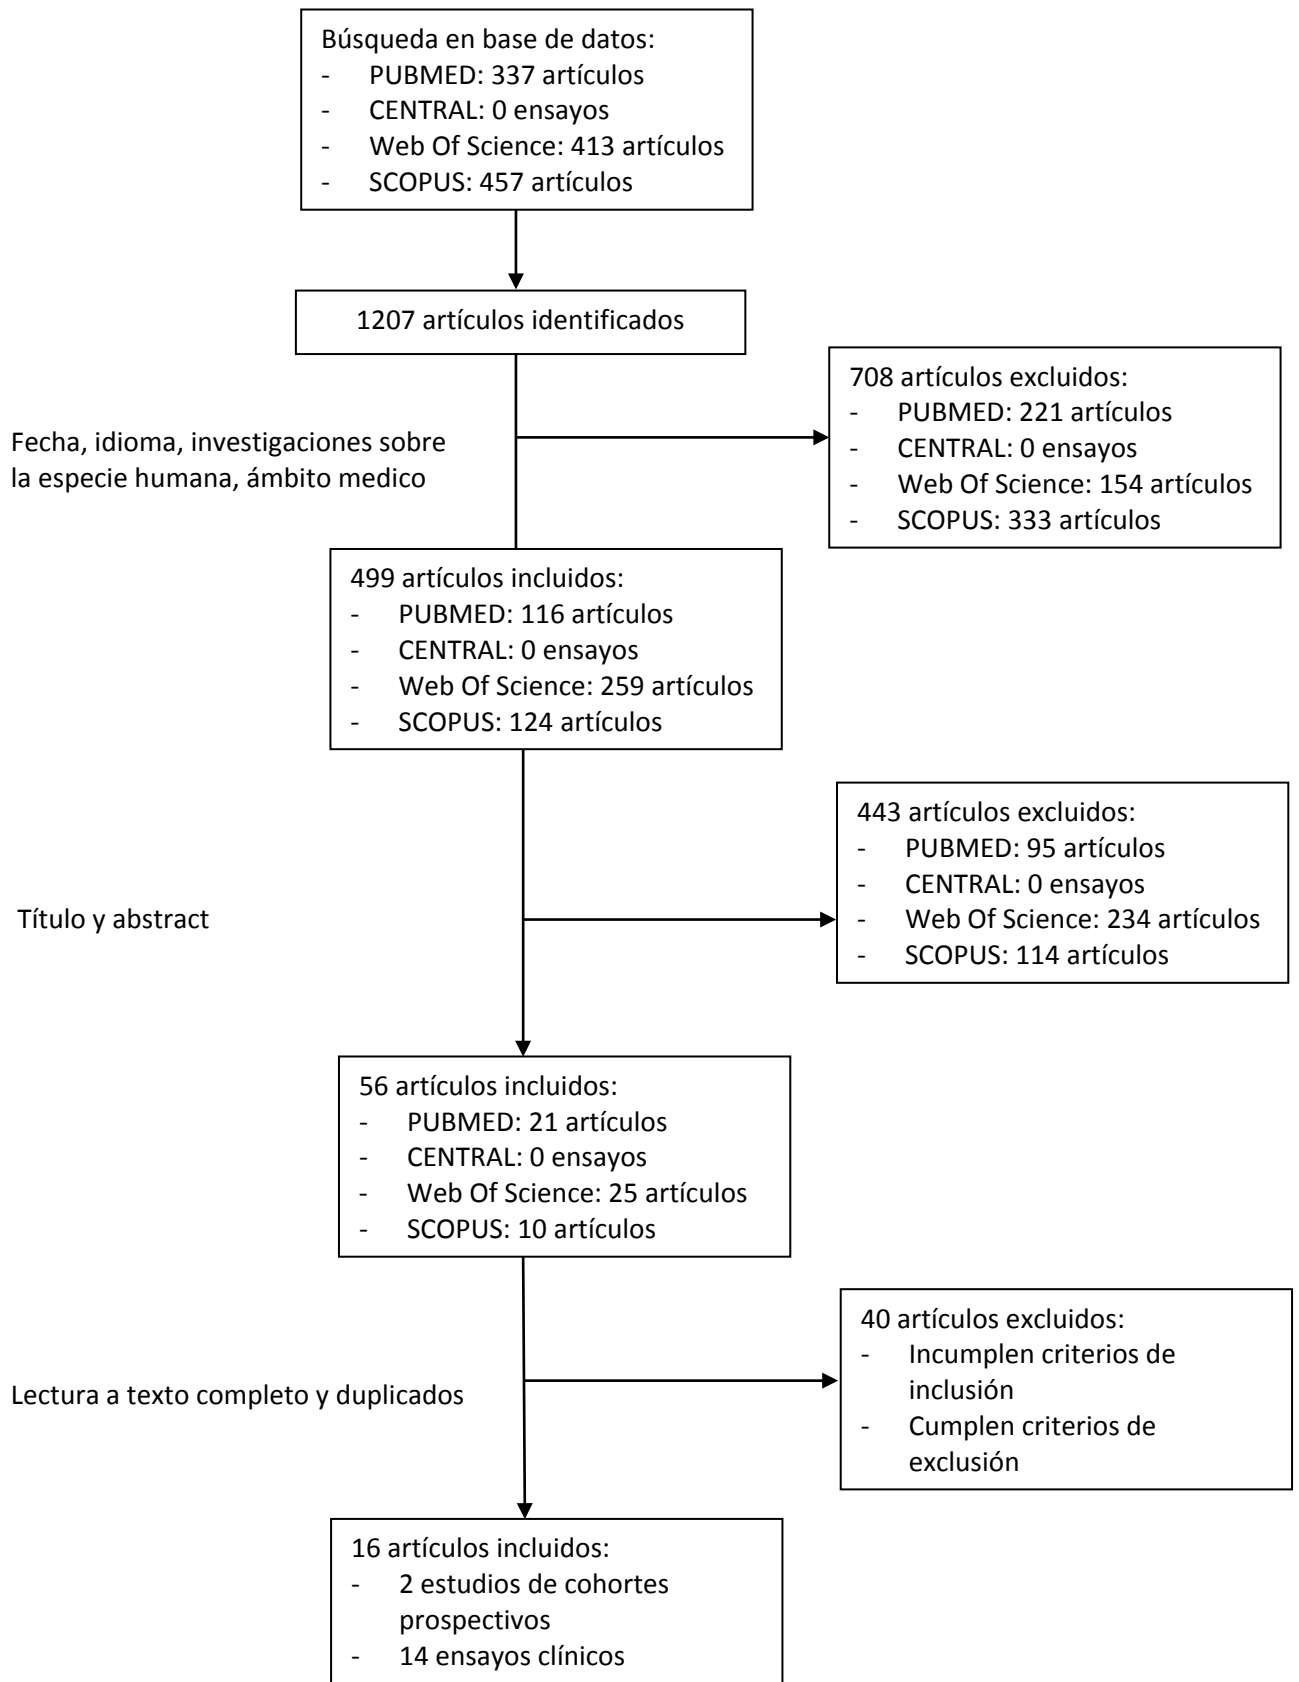 Búsqueda en base de datos:
- PUBMED: 337 artículos
- CENTRAL: 0 ensayos
- Web Of Science: 413 artículos
- SCOPUS: 457 artículos
1207 artículos identificados
708 artículos excluidos:
- PUBMED: 221 artículos
- CENTRAL: 0 ensayos
- Web Of Science: 154 artículos
- SCOPUS: 333 artículos
Fecha, idioma, investigaciones sobre
la especie humana, ámbito medico
499 artículos incluidos:
- PUBMED: 116 artículos
- CENTRAL: 0 ensayos
- Web Of Science: 259 artículos
- SCOPUS: 124 artículos
443 artículos excluidos:
- PUBMED: 95 artículos
- CENTRAL: 0 ensayos
- Web Of Science: 234 artículos
- SCOPUS: 114 artículos
Título y abstract
56 artículos incluidos:
- PUBMED: 21 artículos
- CENTRAL: 0 ensayos
- Web Of Science: 25 artículos
- SCOPUS: 10 artículos
40 artículos excluidos:
- Incumplen criterios de
inclusión
- Cumplen criterios de
exclusión
Lectura a texto completo y duplicados
16 artículos incluidos:
- 2 estudios de cohortes
prospectivos
- 14 ensayos clínicos